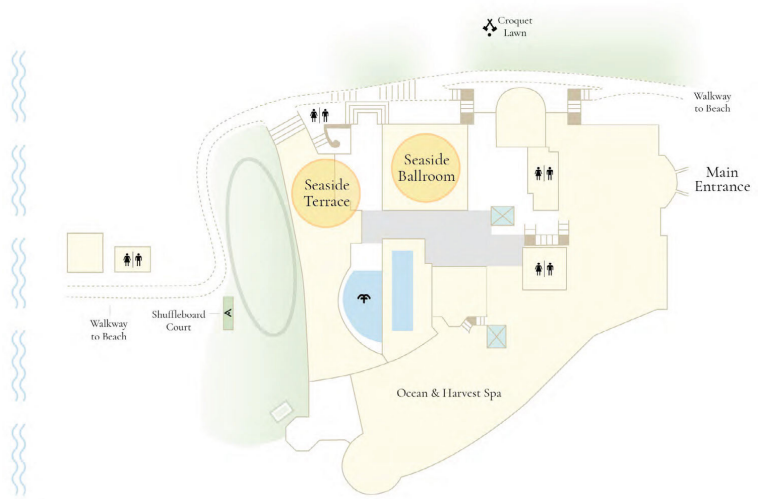 Croquet
Lawn
Walkway
to Beach
Seaside
Ballroom
Main
Entrance
Seaside
Terrace
Walkway
to Beach
Shuffleboard
Court
Ocean & Harvest Spa